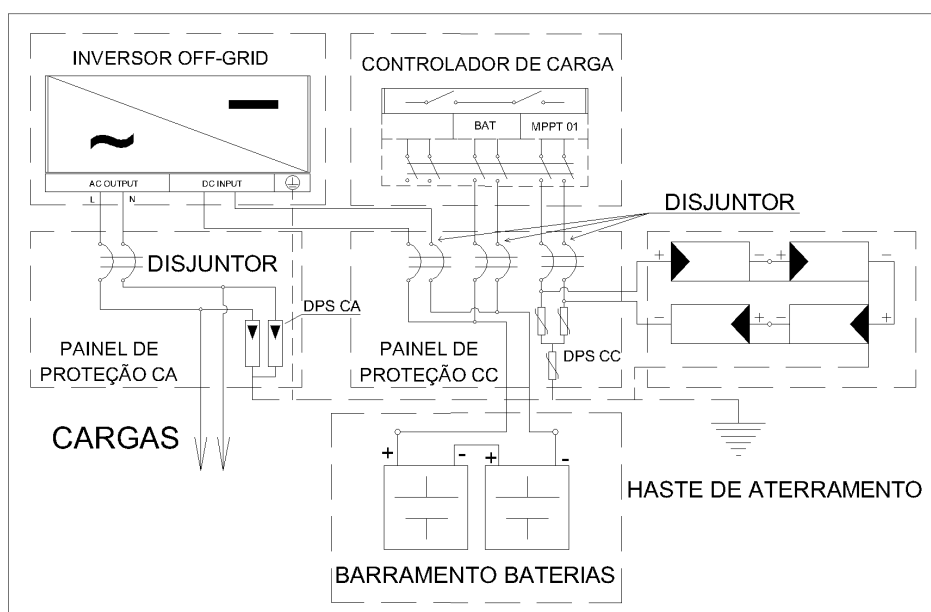 INVERSOR OFF-GRID
AC OUTPUT
DC INPUT
L
N
CONTROLADOR DE CARGA
BAT
MPPT 01
DISJUNTOR
DISJUNTOR
DPS CA
PAINEL DE
PROTEÇÃO CA
PAINEL DE
PROTEÇÃO CC
DPS CC
+
-
+
-
-
+
-
+
CARGAS
+
-
+
-
HASTE DE ATERRAMENTO
BARRAMENTO BATERIAS